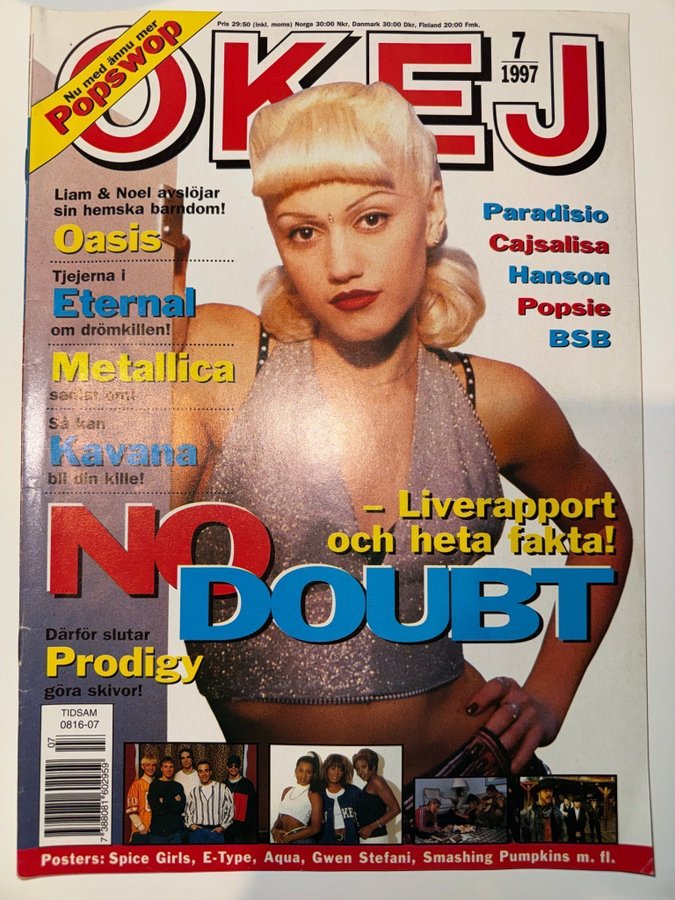 Pris 29:50 (inkl. moms) Norge 30:00 Nkr, Danmark 30:00 Dkr, Finland 20:00 Fmk.
Nu med ännu mer
Popswop
OKEJ
7
1997
Liam & Noel avslöjar
sin hemska barndom!
Oasis
Tjejerna i
Eternal
om drömkillen!
Metallica
om!
Så kan
Kavana
bli din kille!
Paradisio
Cajsalisa
Hanson
Popsie
BSB
– Liverapport
och heta fakta!
NO
DOUBT
Därför slutar
Prodigy
göra skivor!
TIDSAM
0816-07
07
7 388081 602959
Posters: Spice Girls, E-Type, Aqua, Gwen Stefani, Smashing Pumpkins m. fl.